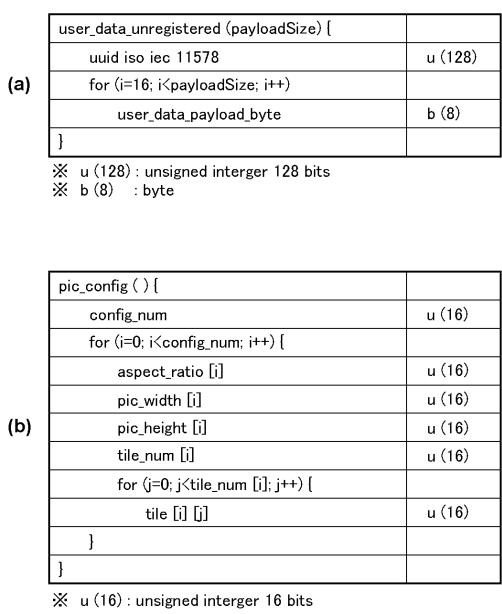 (a)
user_data_unregistered (payloadSize) {
uuid iso iec 11578 u (128)
for (i=16; i<payloadSize; i++)
user_data_payload_byte b (8)
}
※ u (128) : unsigned interger 128 bits
※ b (8) : byte
(b)
pic_config ( ) {
config_num u (16)
for (i=0; i<config_num; i++) {
aspect_ratio [i] u (16)
pic_width [i] u (16)
pic_height [i] u (16)
tile_num [i] u (16)
for (j=0; j<tile_num [i]; j++) {
tile [i] [j] u (16)
}
}
※ u (16) : unsigned interger 16 bits